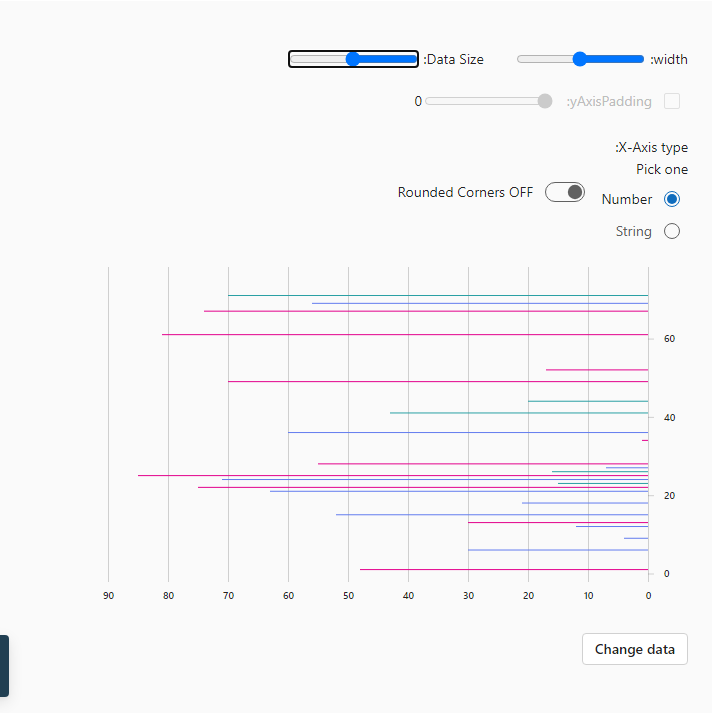 :width
:Data Size
:yAxisPadding
0
:X-Axis type
Pick one
Number
Rounded Corners OFF
String
60
40
20
0
90 80 70 60 50 40 30 20 10 0
Change data